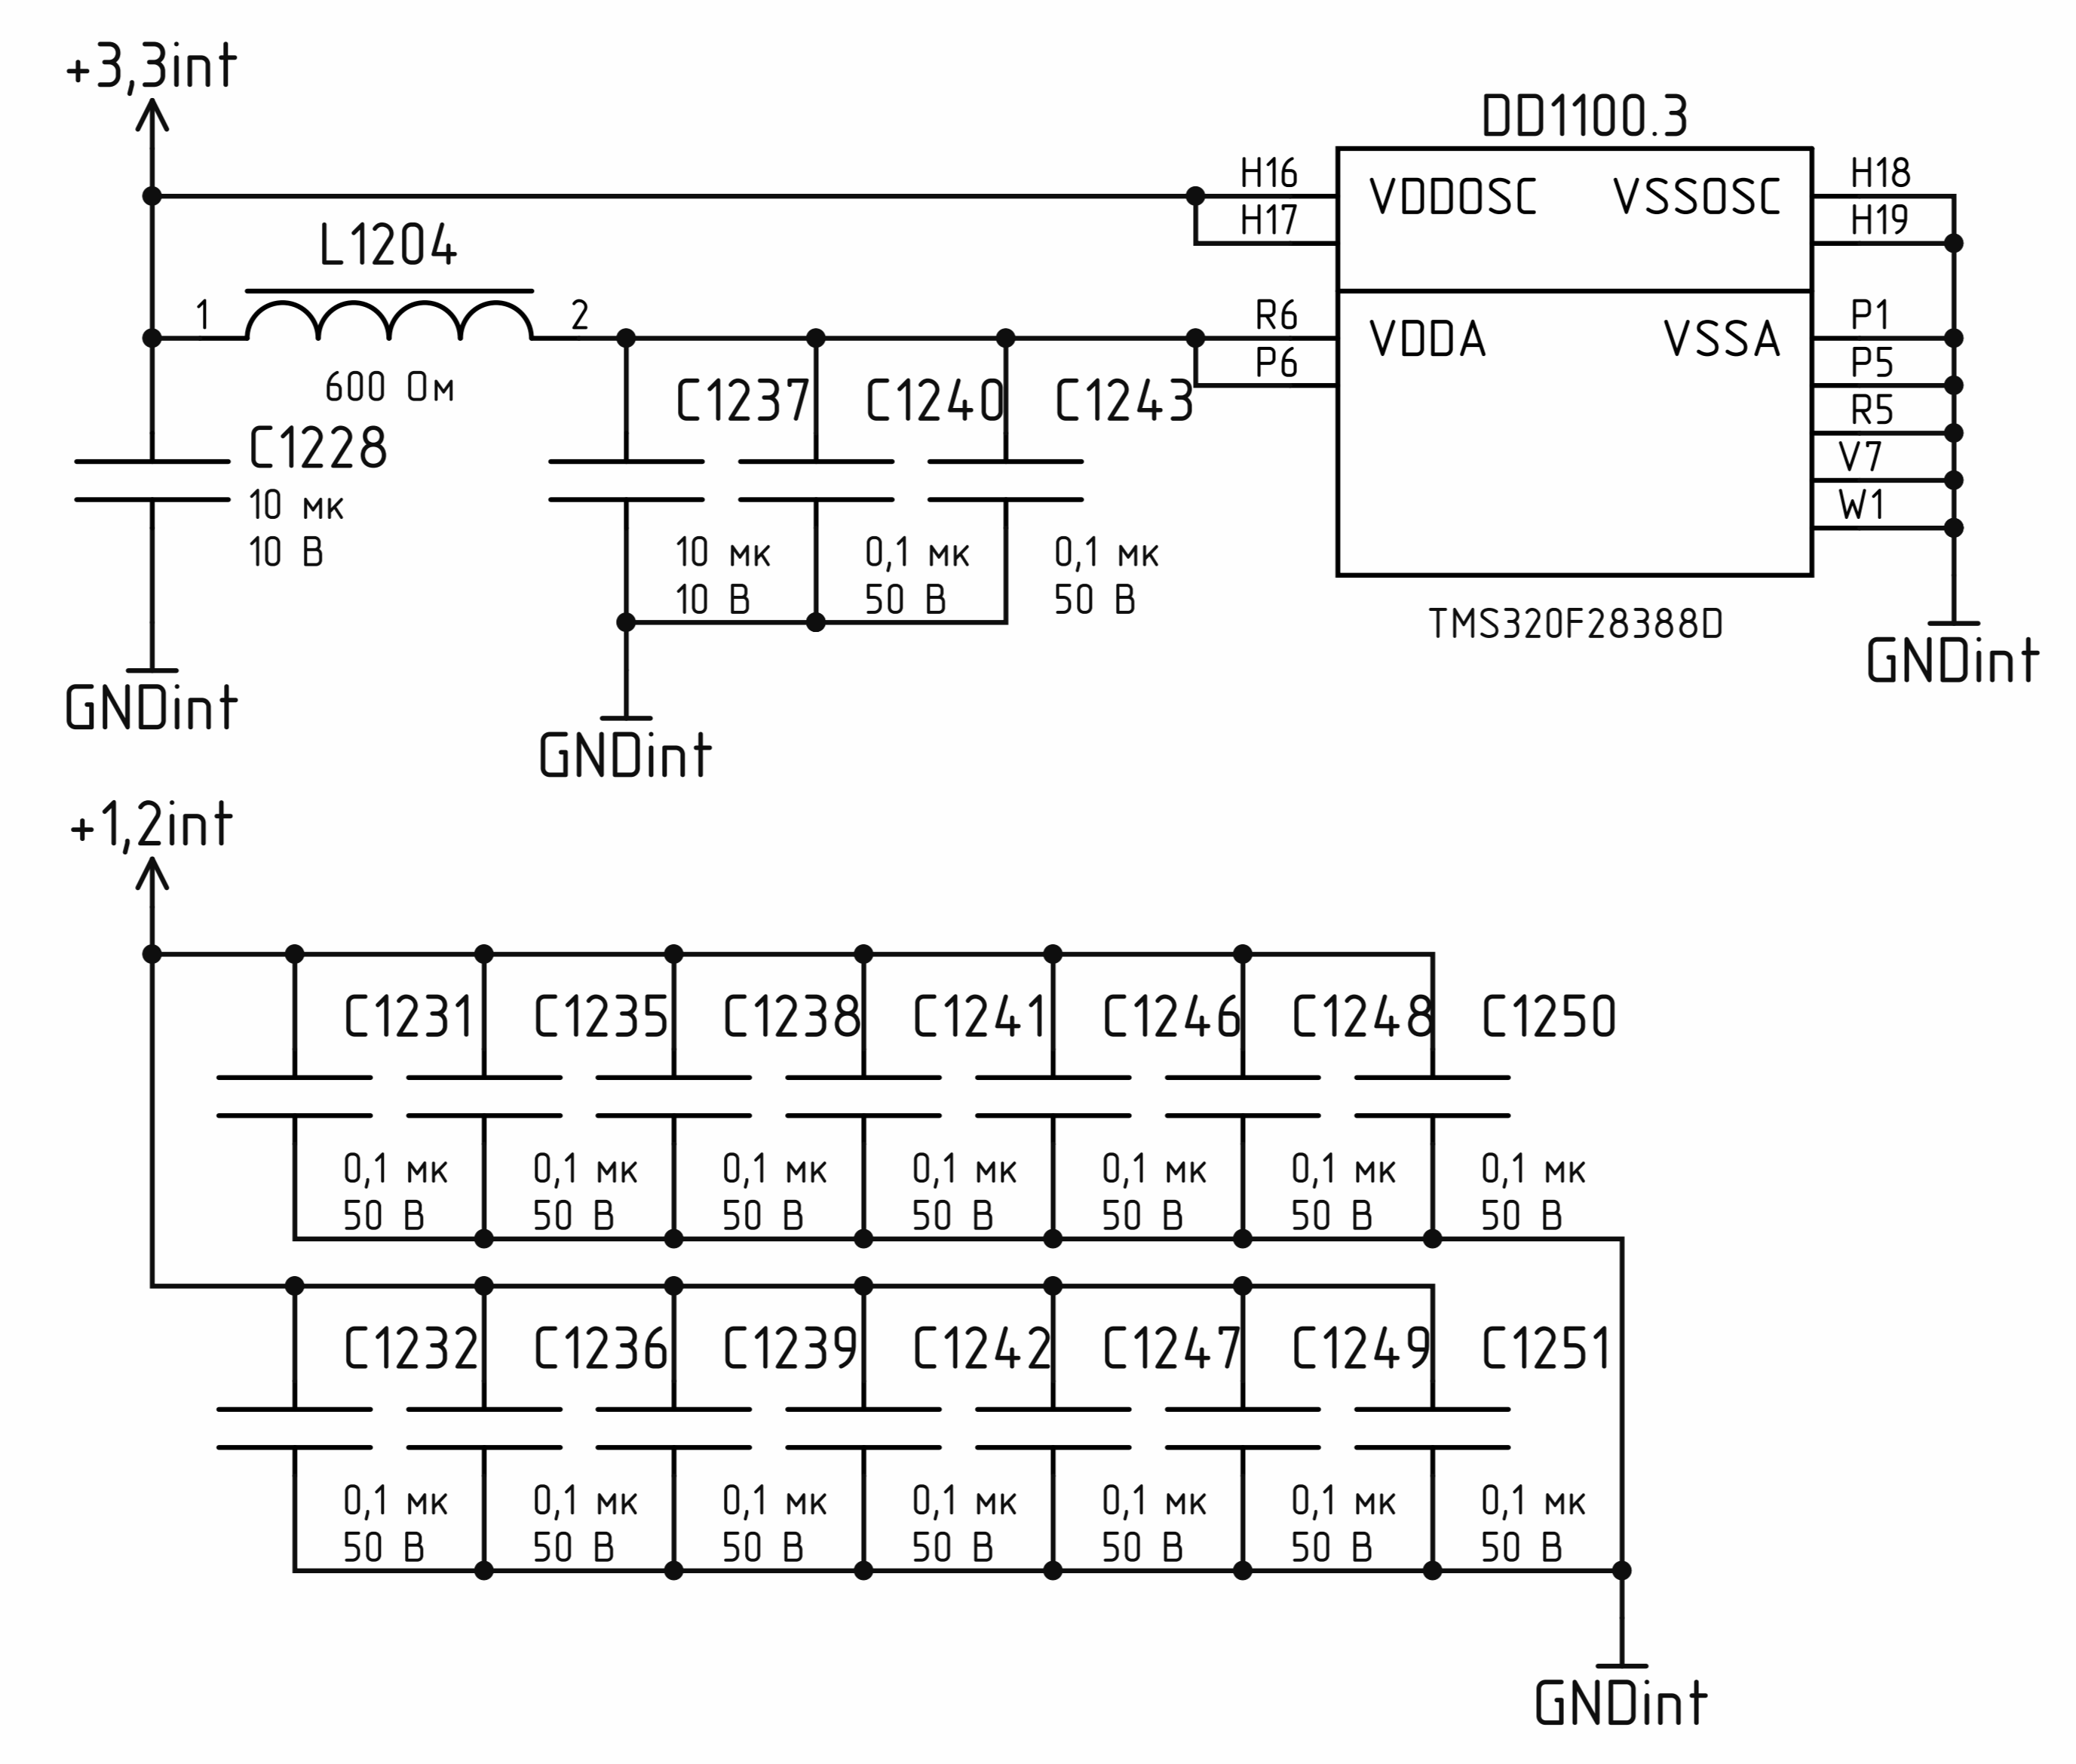 +3,3int
DD1100.3
H16 VDDOSC VSSOSC H18
H17 H19
L1204
1 2
R6 VDDA VSSA P1
P6 P5
600 Ом
R5
C1237 C1240 C1243
C1228
V7
10 мк
10 В
W1
10 мк 0,1 мк 0,1 мк
10 В 50 В 50 В
TMS320F28388D
GNDint
GNDint
GNDint
+1,2int
C1231 C1235 C1238 C1241 C1246 C1248 C1250
0,1 мк 0,1 мк 0,1 мк 0,1 мк 0,1 мк 0,1 мк 0,1 мк
50 В 50 В 50 В 50 В 50 В 50 В 50 В
C1232 C1236 C1239 C1242 C1247 C1249 C1251
0,1 мк 0,1 мк 0,1 мк 0,1 мк 0,1 мк 0,1 мк 0,1 мк
50 В 50 В 50 В 50 В 50 В 50 В 50 В
GNDint